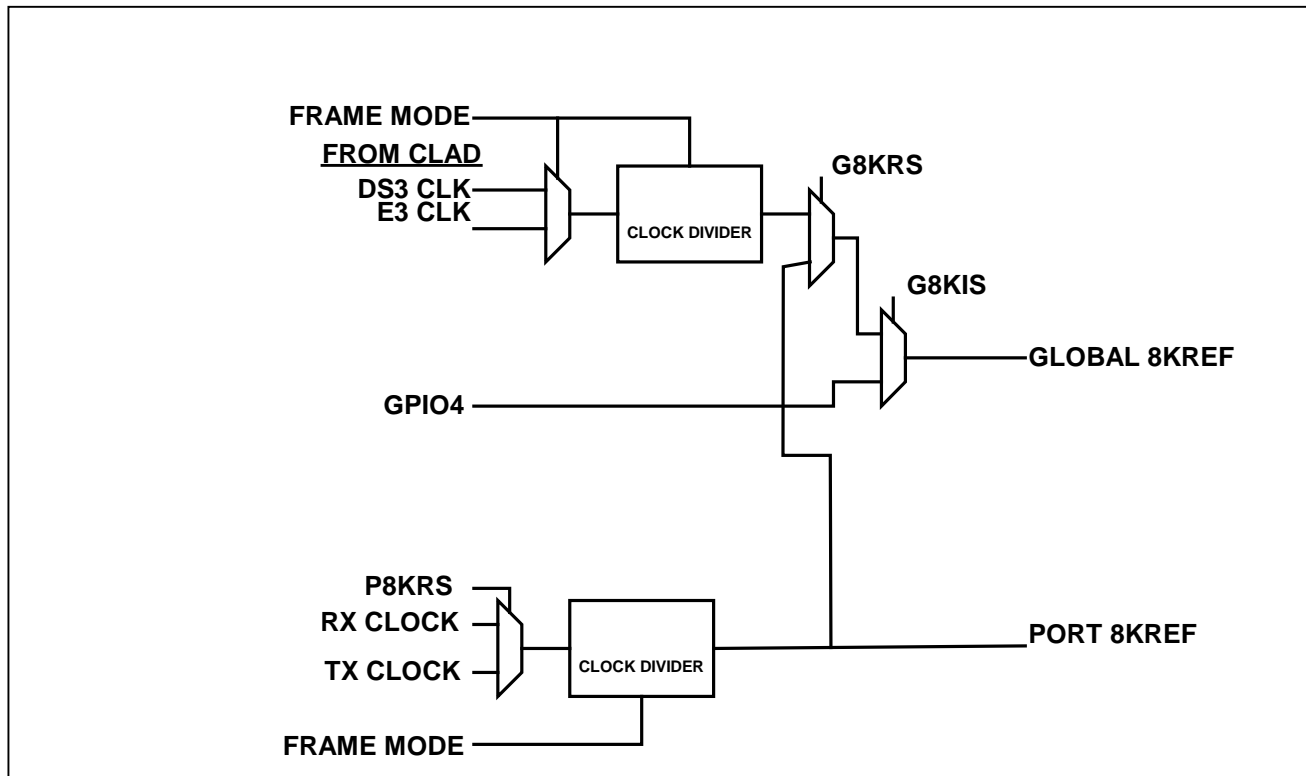 FRAME MODE
FROM CLAD
DS3 CLK
E3 CLK
CLOCK DIVIDER
G8KRS
G8KIS
GLOBAL 8KREF
GPIO4
P8KRS
RX CLOCK
TX CLOCK
CLOCK DIVIDER
PORT 8KREF
FRAME MODE